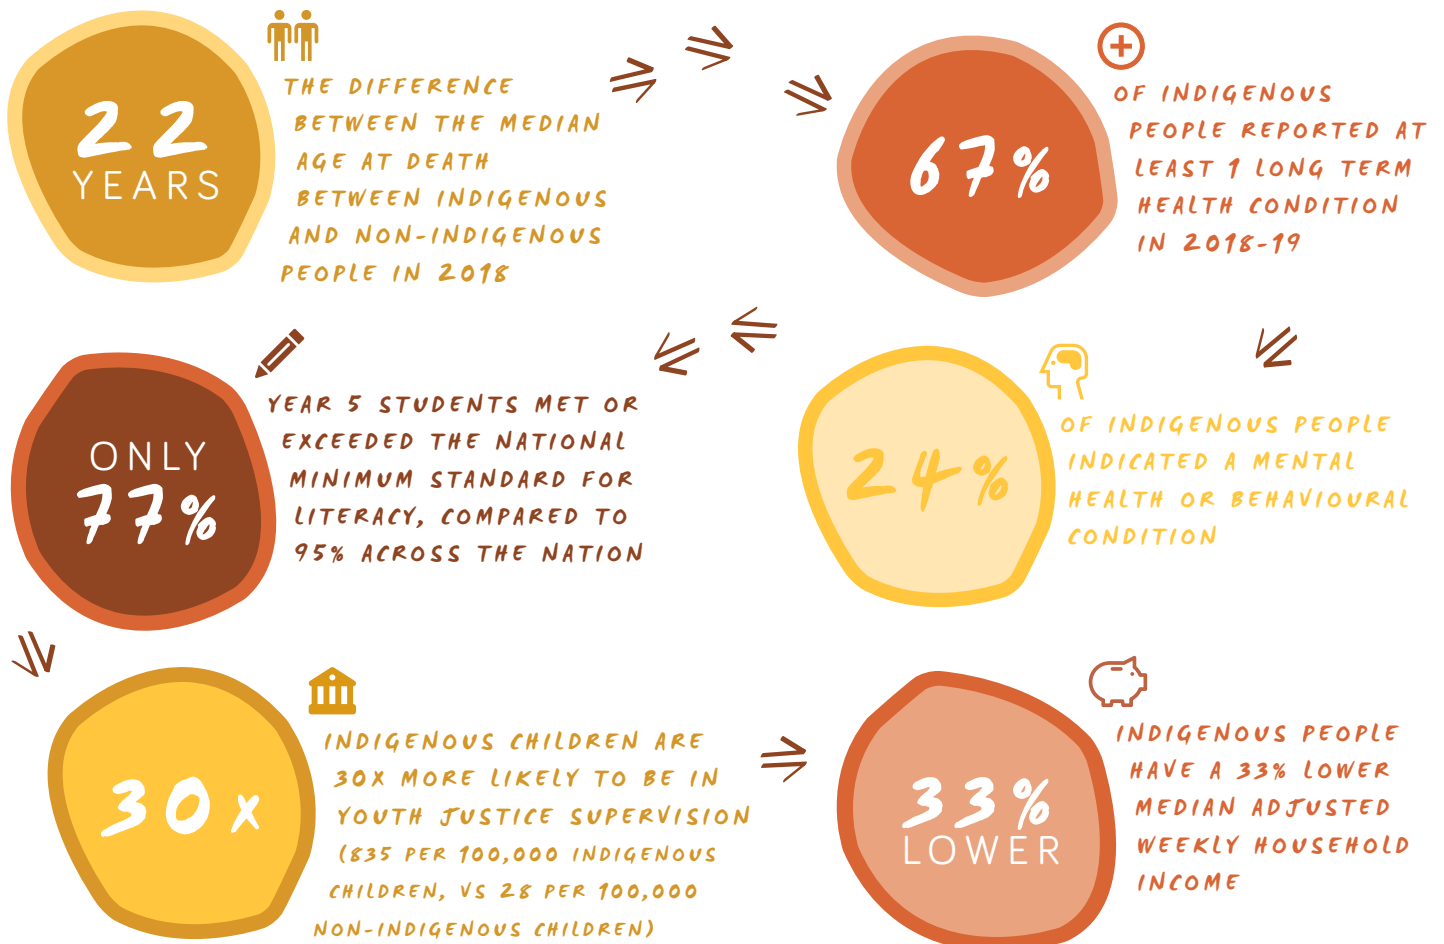 22
YEARS
THE DIFFERENCE
BETWEEN THE MEDIAN
AGE AT DEATH
BETWEEN INDIGENOUS
AND NON-INDIGENOUS
PEOPLE IN 2018
67%
OF INDIGENOUS
PEOPLE REPORTED AT
LEAST 1 LONG TERM
HEALTH CONDITION
IN 2018-19
24%
OF INDIGENOUS PEOPLE
INDICATED A MENTAL
HEALTH OR BEHAVIOURAL
CONDITION
ONLY
77%
YEAR 5 STUDENTS MET OR
EXCEEDED THE NATIONAL
MINIMUM STANDARD FOR
LITERACY, COMPARED TO
95% ACROSS THE NATION
30x
INDIGENOUS CHILDREN ARE
30X MORE LIKELY TO BE IN
YOUTH JUSTICE SUPERVISION
(835 PER 100,000 INDIGENOUS
CHILDREN, VS 28 PER 100,000
NON-INDIGENOUS CHILDREN)
33%
LOWER
INDIGENOUS PEOPLE
HAVE A 33% LOWER
MEDIAN ADJUSTED
WEEKLY HOUSEHOLD
INCOME